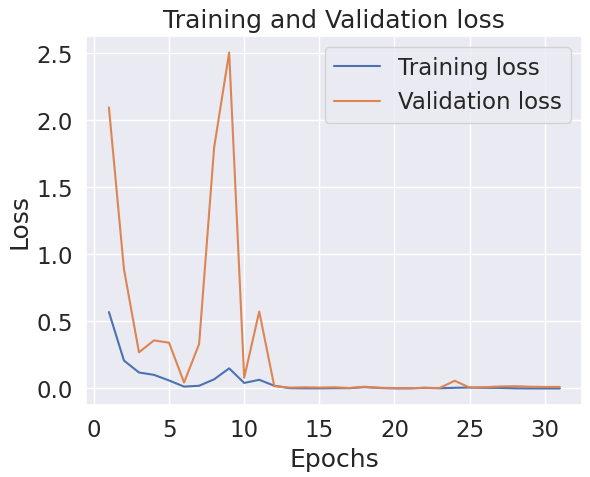 Training and Validation loss
Training loss
Validation loss
2.5
2.0
1.5
1.0
0.5
0.0
Loss
0 5 10 15 20 25 30
Epochs